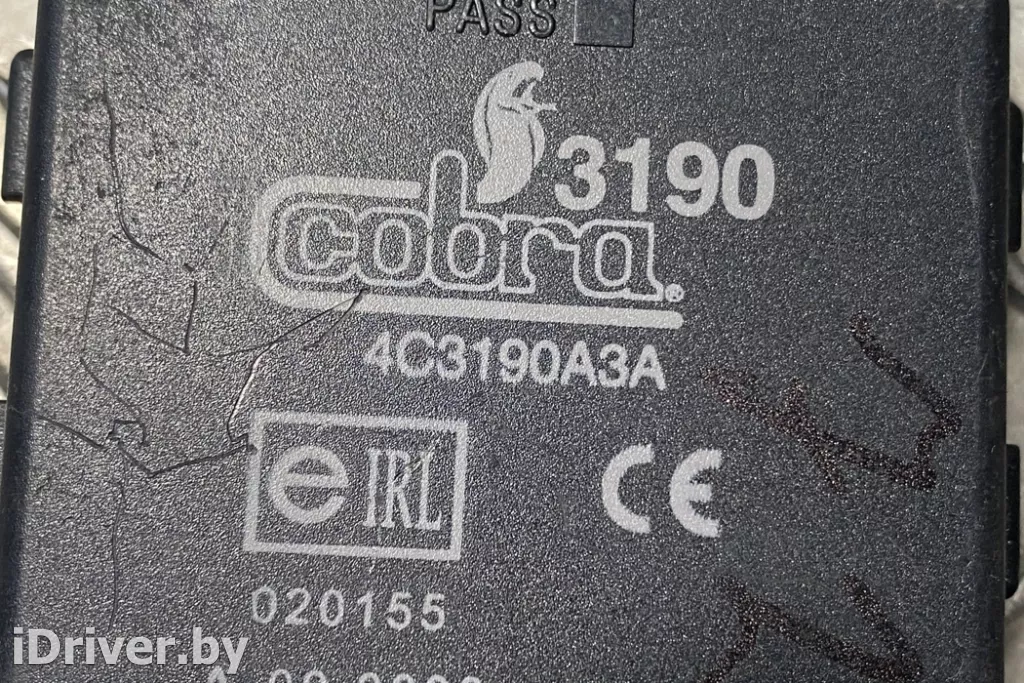 PASS
3190
cobra®
4C3190A3A
e IRL
CE
020155
iDriver.by